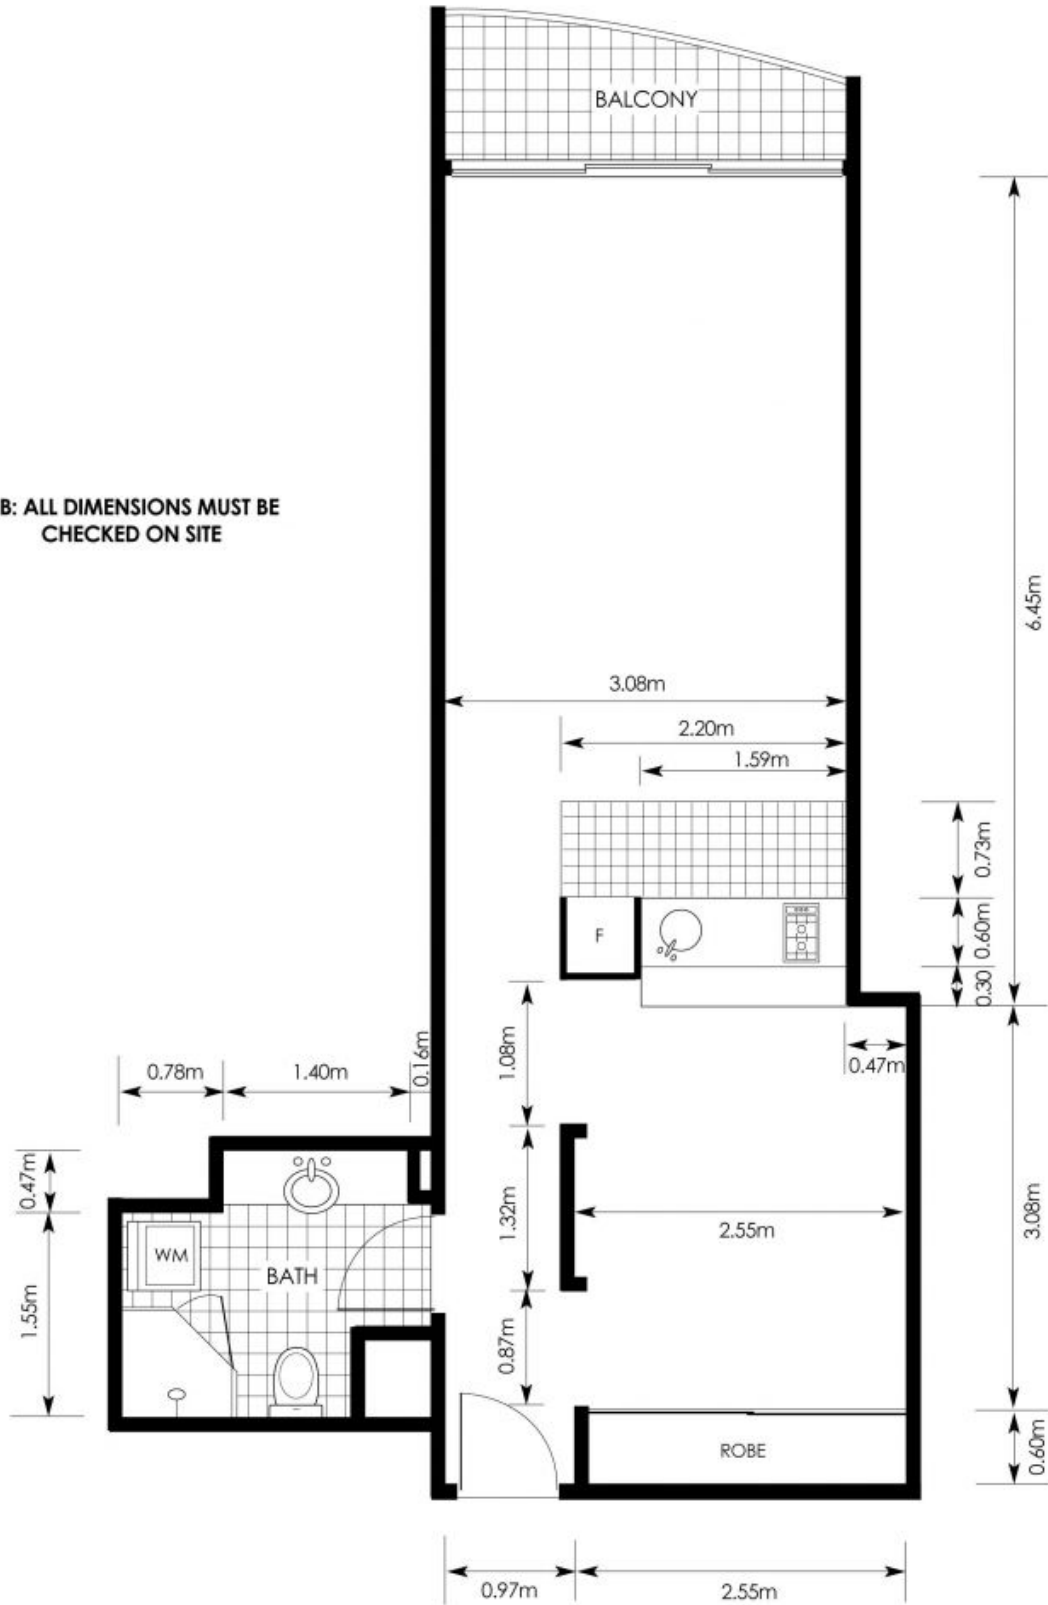 BALCONY
B: ALL DIMENSIONS MUST BE
CHECKED ON SITE
6.45m
3.08m
2.20m
1.59m
0.73m
0.60m
0.30
F
1.08m
0.47m
0.16m
0.78m
1.40m
0.47m
1.55m
WM
BATH
1.32m
2.55m
3.08m
0.87m
ROBE
0.60m
0.97m
2.55m